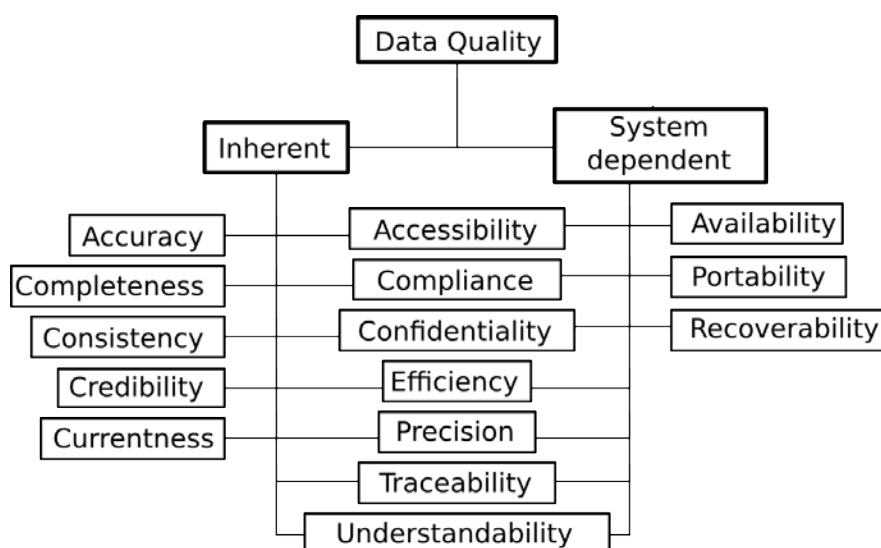 Data Quality
Inherent
System
dependent
Accuracy
Accessibility
Availability
Completeness
Compliance
Portability
Consistency
Confidentiality
Recoverability
Credibility
Efficiency
Currentness
Precision
Traceability
Understandability